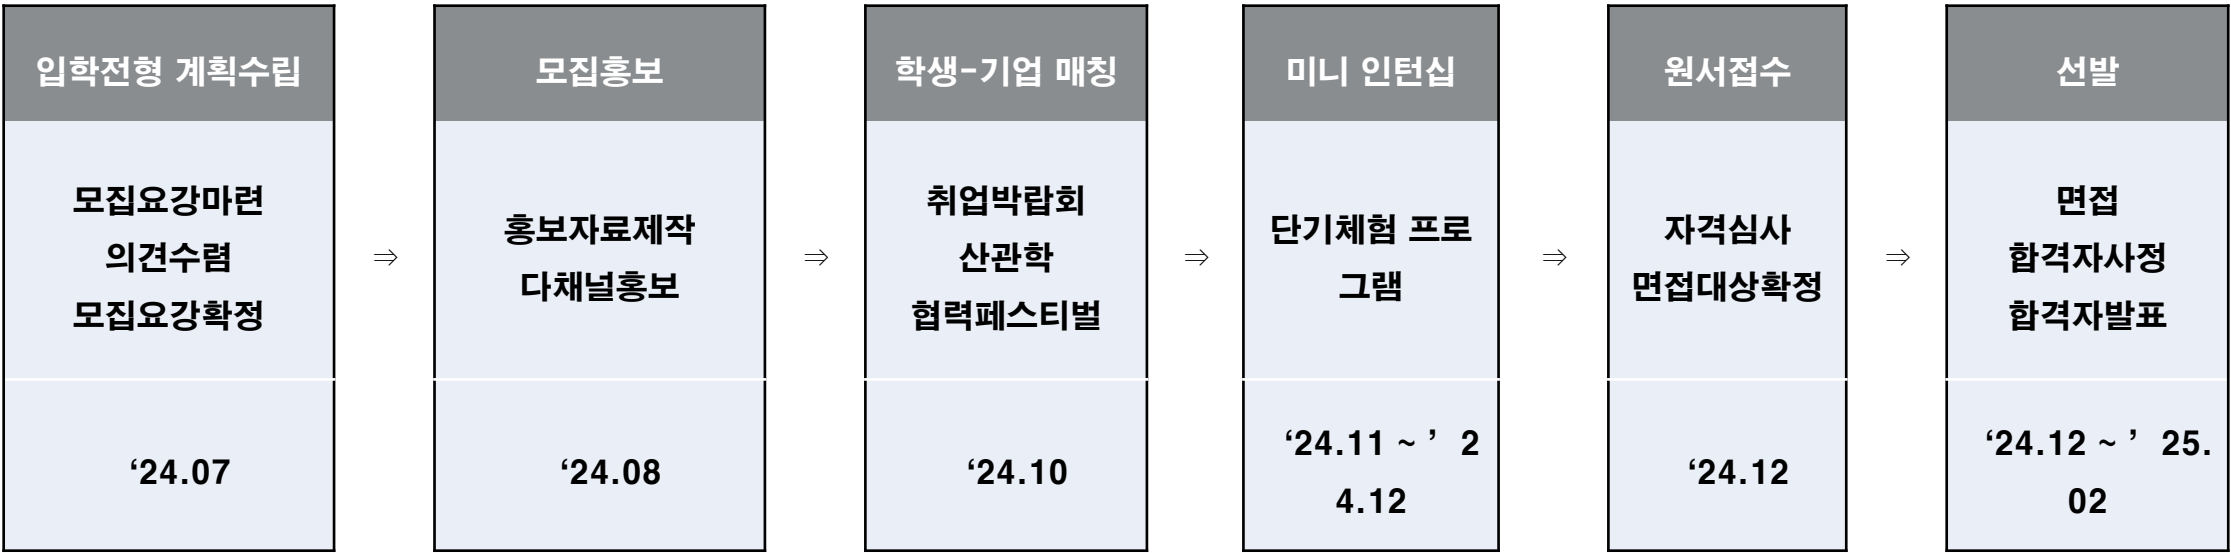 입학전형 계획수립
모집요강마련
의견수렴
모집요강확정
‘24.07
⇒
모집홍보
홍보자료제작
다채널홍보
‘24.08
⇒
학생-기업 매칭
취업박랍회
산관학
협력페스티벌
‘24.10
⇒
미니 인턴십
단기체험 프로
그램
‘24.11 ~ ’ 2
4.12
⇒
원서접수
자격심사
면접대상확정
‘24.12
⇒
선발
면접
합격자사정
합격자발표
‘24.12 ~ ’ 25.
02